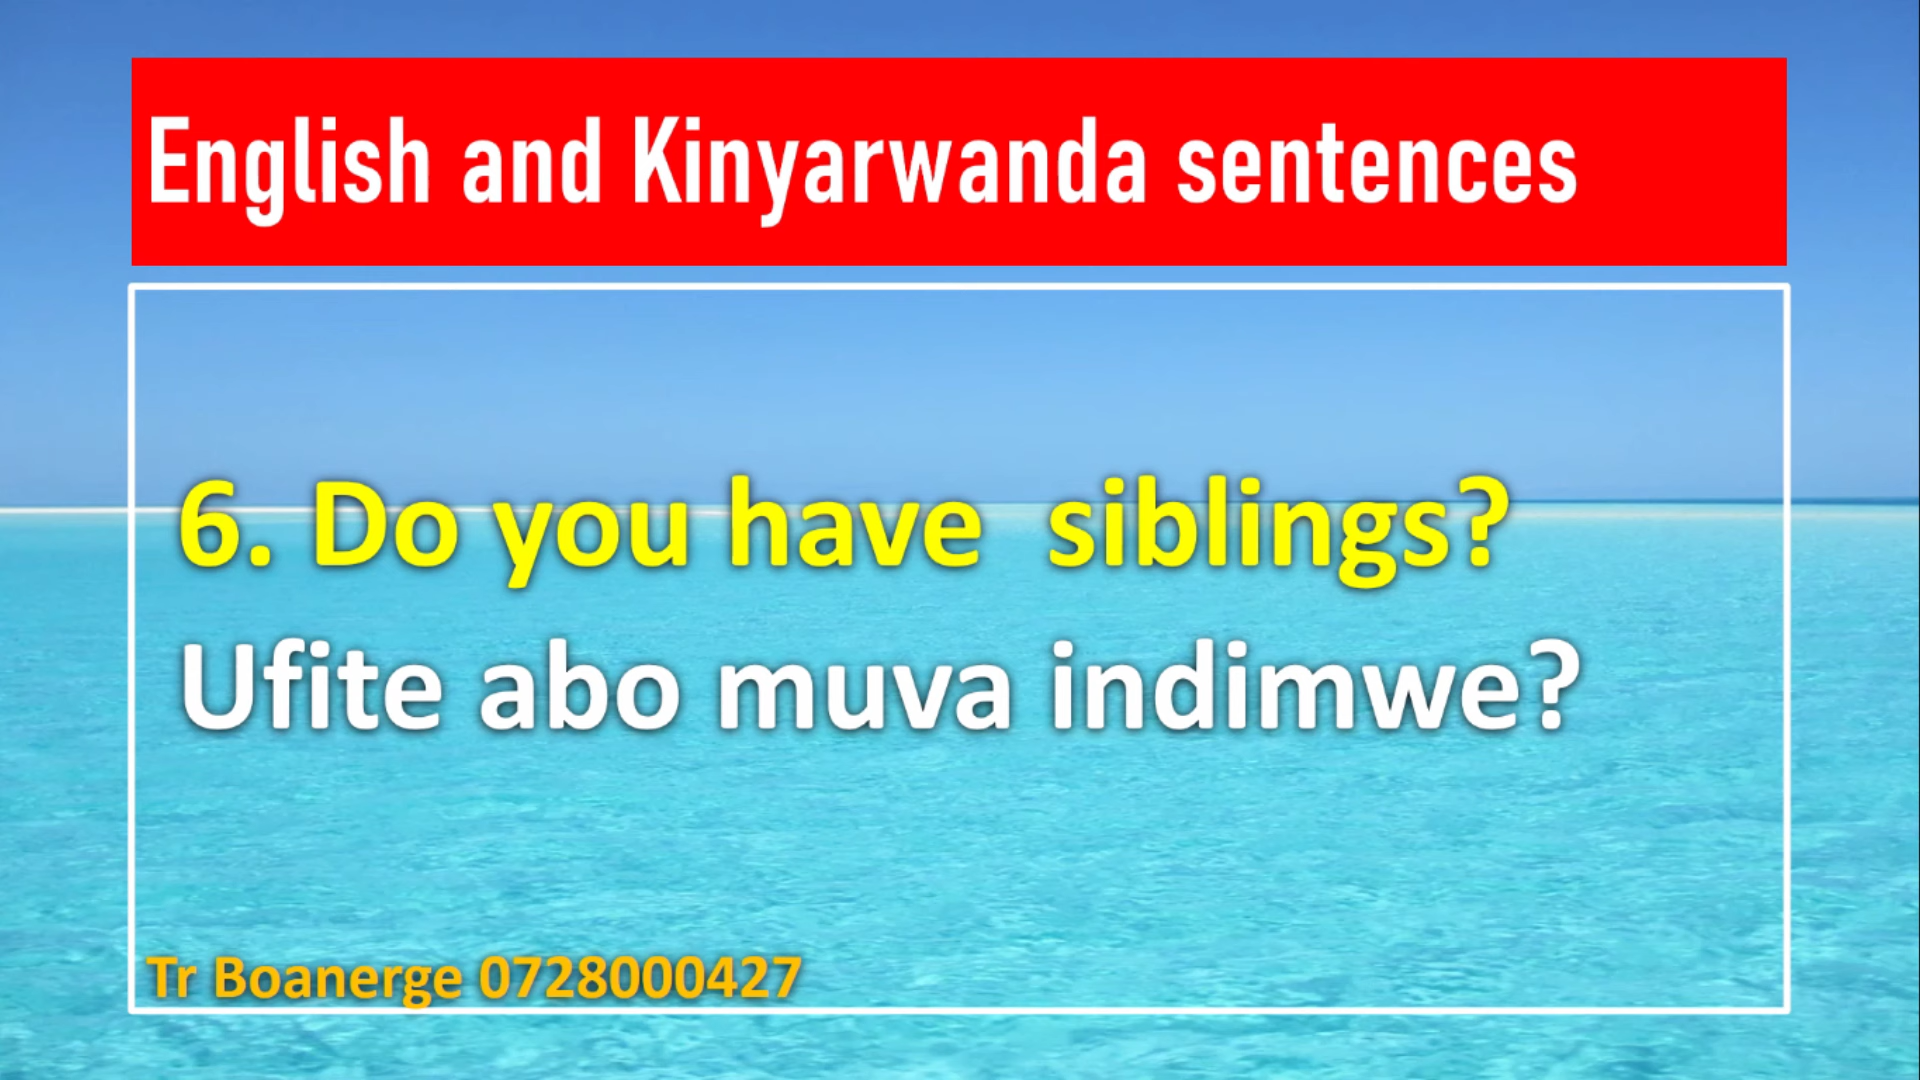 English and Kinyarwanda sentences
6. Do you have  siblings?
Ufite abo muva indimwe?
Tr Boanerge 0728000427